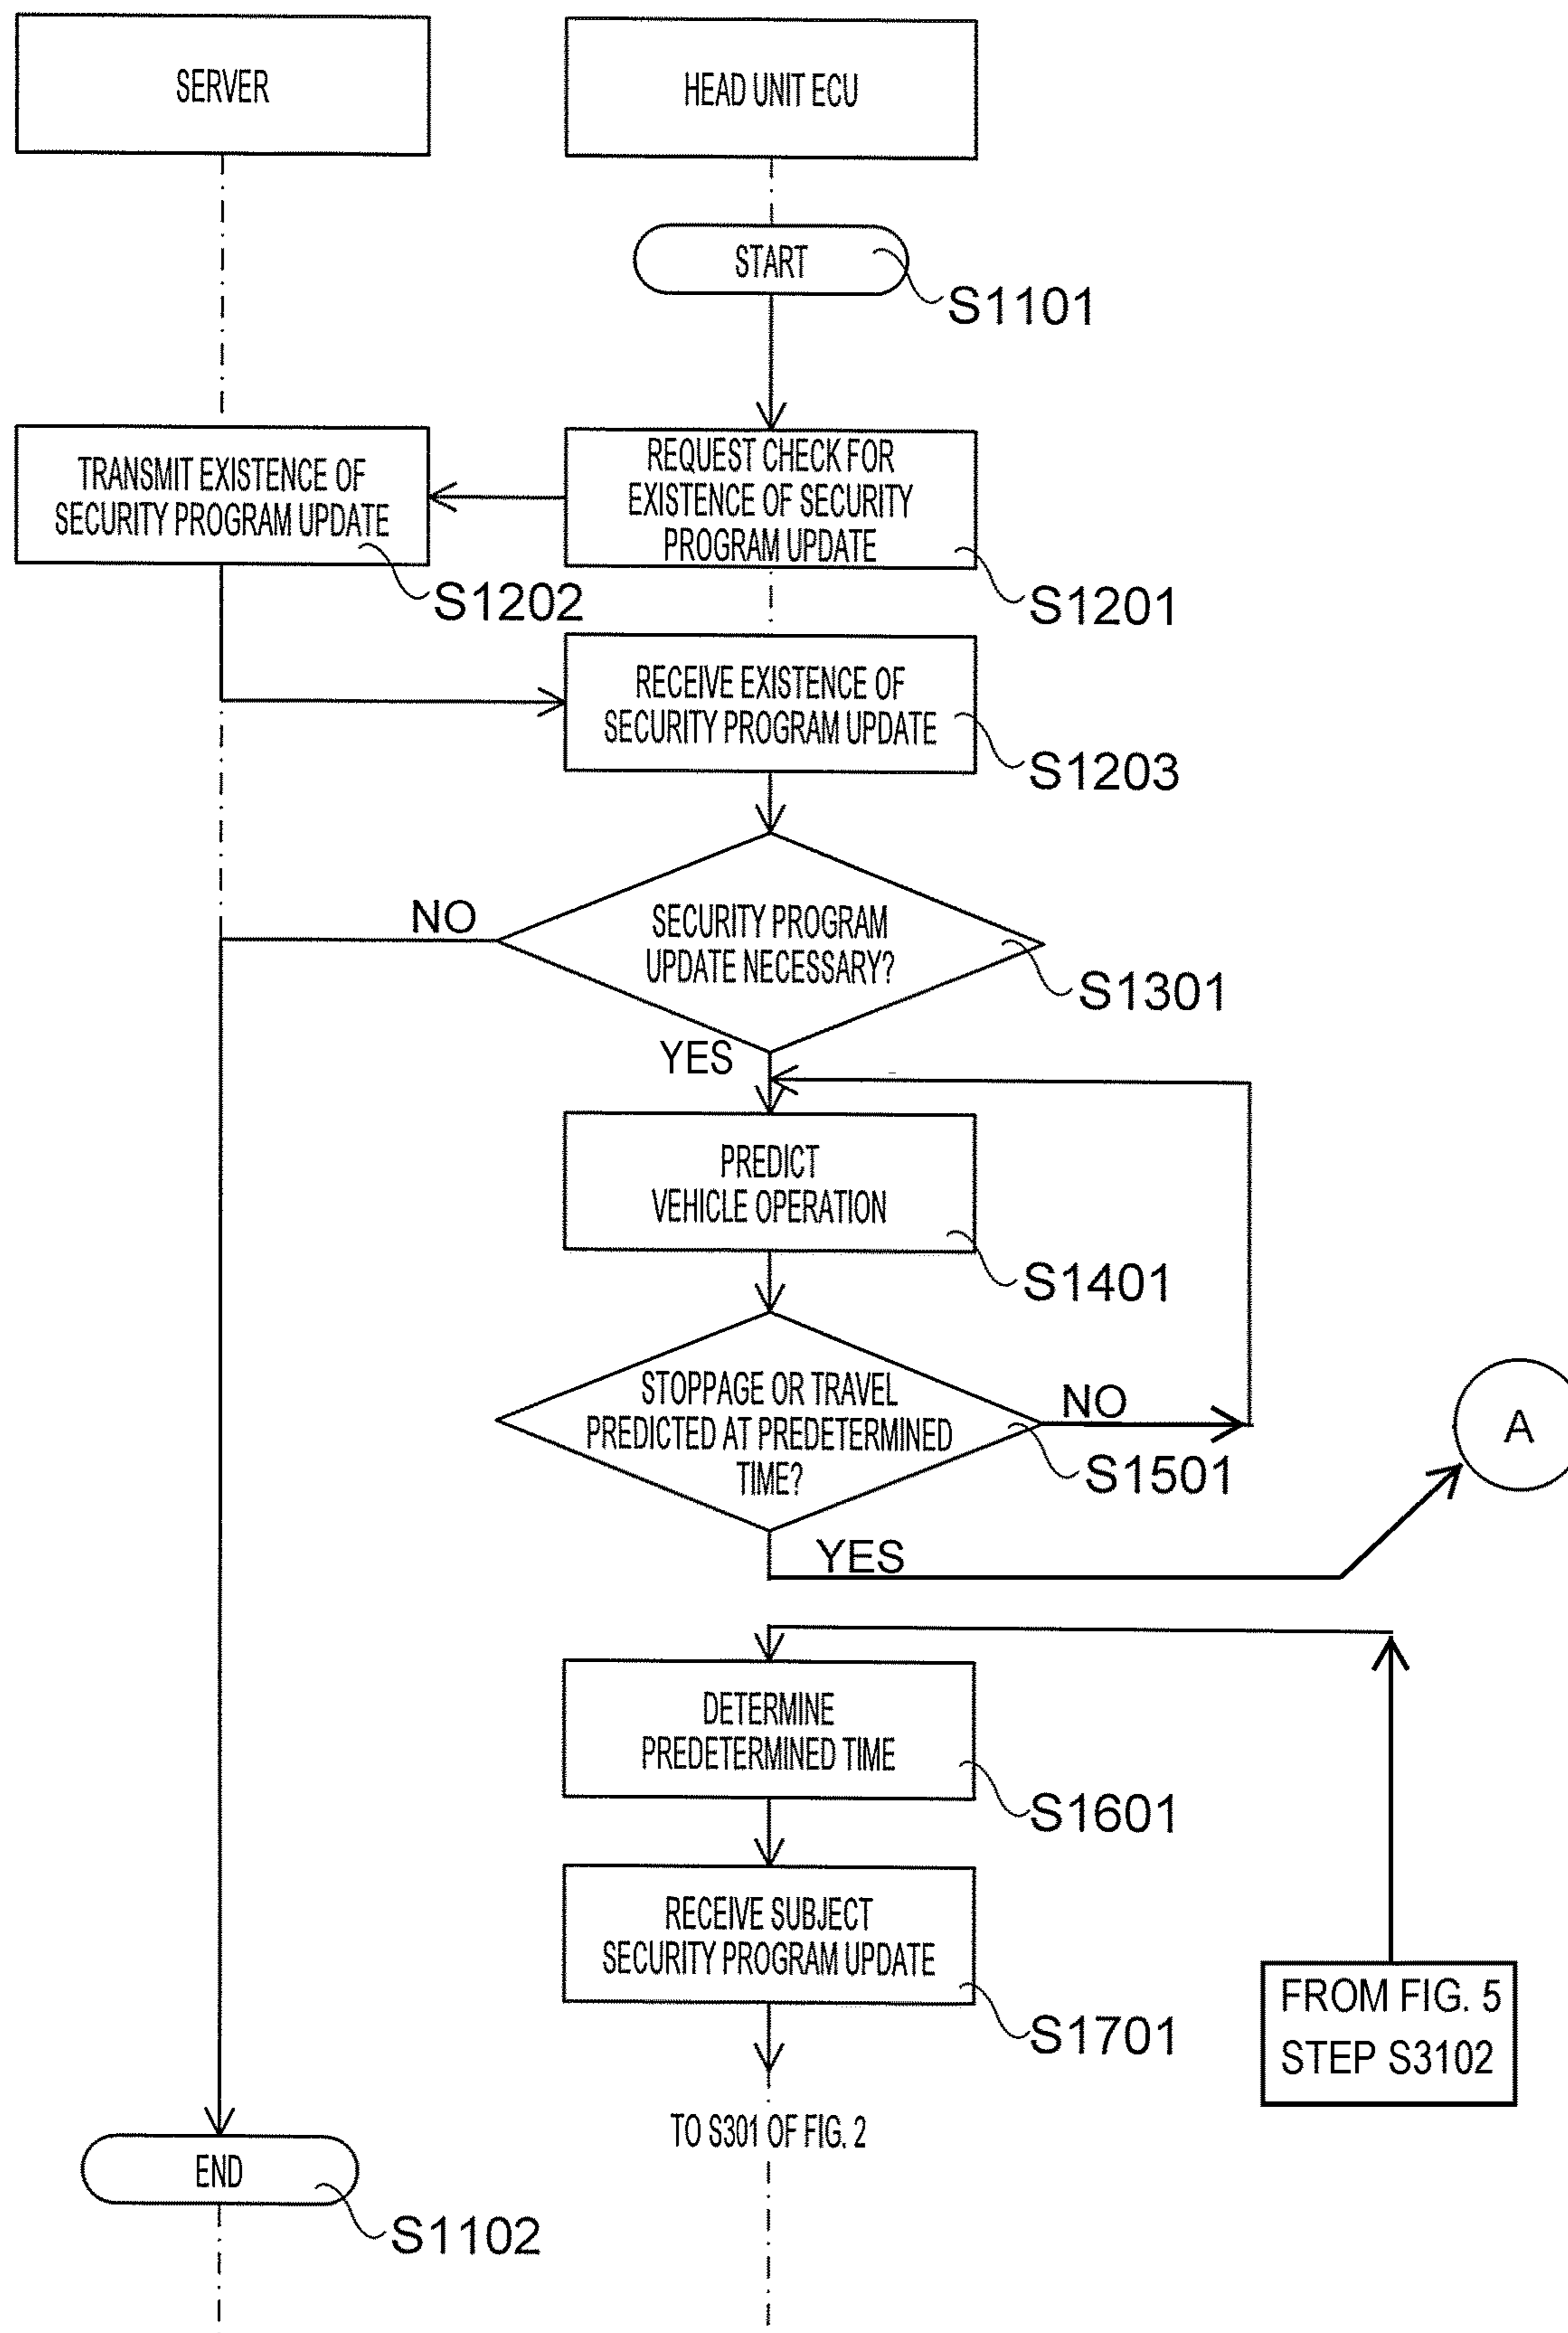 SERVER
HEAD UNIT ECU
START
S1101
TRANSMIT EXISTENCE OF
SECURITY PROGRAM UPDATE
S1202
REQUEST CHECK FOR
EXISTENCE OF SECURITY
PROGRAM UPDATE
S1201
RECEIVE EXISTENCE OF
SECURITY PROGRAM UPDATE
S1203
NO
SECURITY PROGRAM
UPDATE NECESSARY?
S1301
YES
PREDICT
VEHICLE OPERATION
S1401
STOPPAGE OR TRAVEL
PREDICTED AT PREDETERMINED
TIME?
NO
S1501
A
YES
DETERMINE
PREDETERMINED TIME
S1601
RECEIVE SUBJECT
SECURITY PROGRAM UPDATE
S1701
FROM FIG. 5
STEP S3102
TO S301 OF FIG. 2
END
S1102